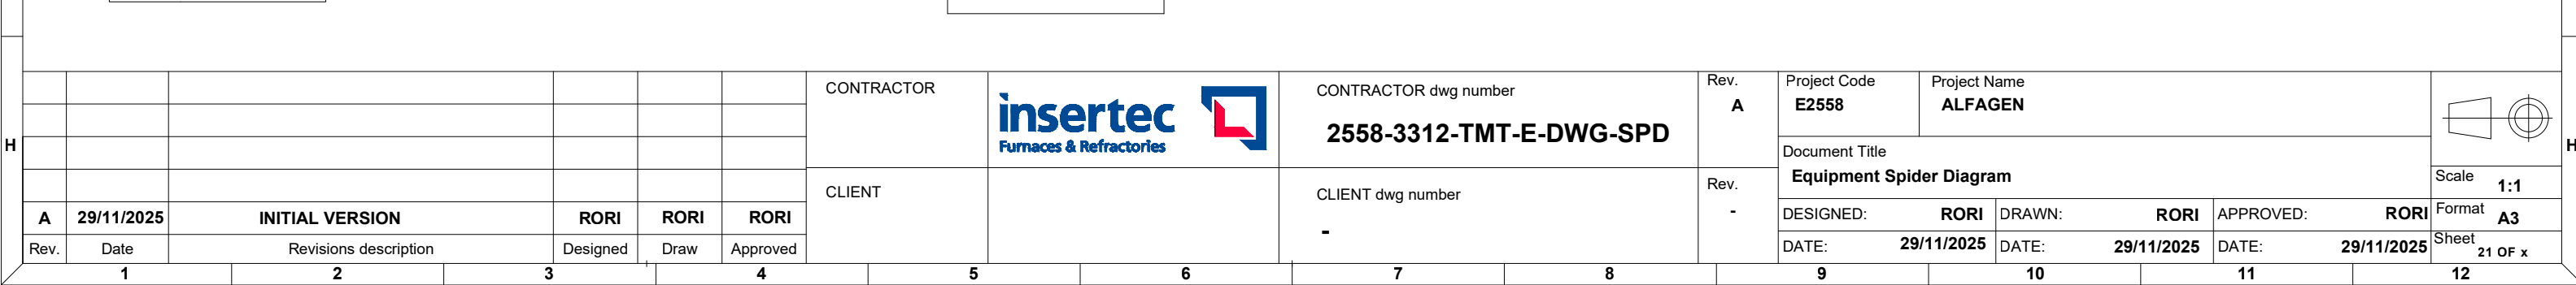 H
H
CONTRACTOR
insertec
Furnaces & Refractories
CONTRACTOR dwg number
2558-3312-TMT-E-DWG-SPD
Rev.
A
Project Code
E2558
Project Name
ALFAGEN
Document Title
Equipment Spider Diagram
Scale
1:1
CLIENT
CLIENT dwg number
-
Rev.
-
A 29/11/2025 INITIAL VERSION RORI RORI RORI
Rev. Date Revisions description Designed Draw Approved
DESIGNED: RORI DRAWN: RORI APPROVED: RORI
DATE: 29/11/2025 DATE: 29/11/2025 DATE: 29/11/2025
Format
A3
Sheet
21 OF x
1 2 3 4 5 6 7 8 9 10 11 12